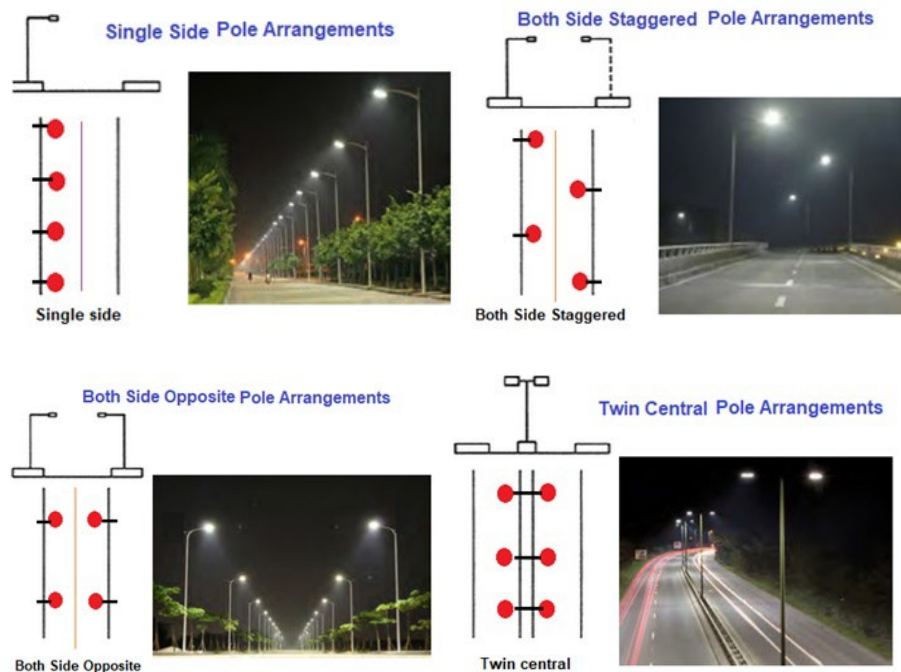 Single Side Pole Arrangements
Both Side Staggered Pole Arrangements
Single side
Both Side Staggered
Both Side Opposite Pole Arrangements
Twin Central Pole Arrangements
Both Side Opposite
Twin central